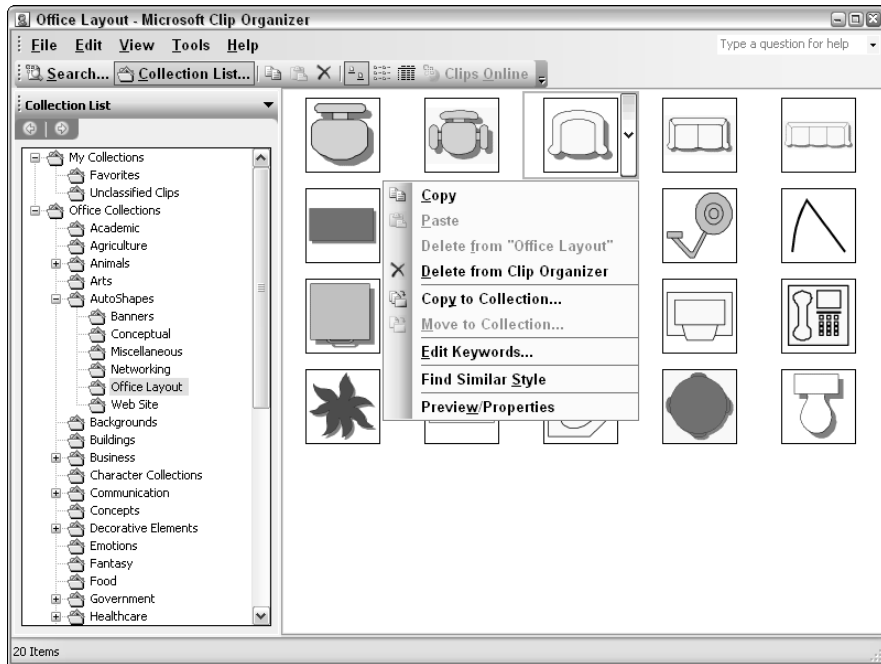 Office Layout - Microsoft Clip Organizer
File Edit View Tools Help
Type a question for help
Search... Collection List... Clips Online
Collection List
My Collections
Favorites
Unclassified Clips
Office Collections
Academic
Agriculture
Animals
Arts
AutoShapes
Banners
Conceptual
Miscellaneous
Networking
Office Layout
Web Site
Backgrounds
Buildings
Business
Character Collections
Communication
Concepts
Decorative Elements
Emotions
Fantasy
Food
Government
Healthcare
Copy
Paste
Delete from "Office Layout"
Delete from Clip Organizer
Copy to Collection...
Move to Collection...
Edit Keywords...
Find Similar Style
Preview/Properties
20 Items